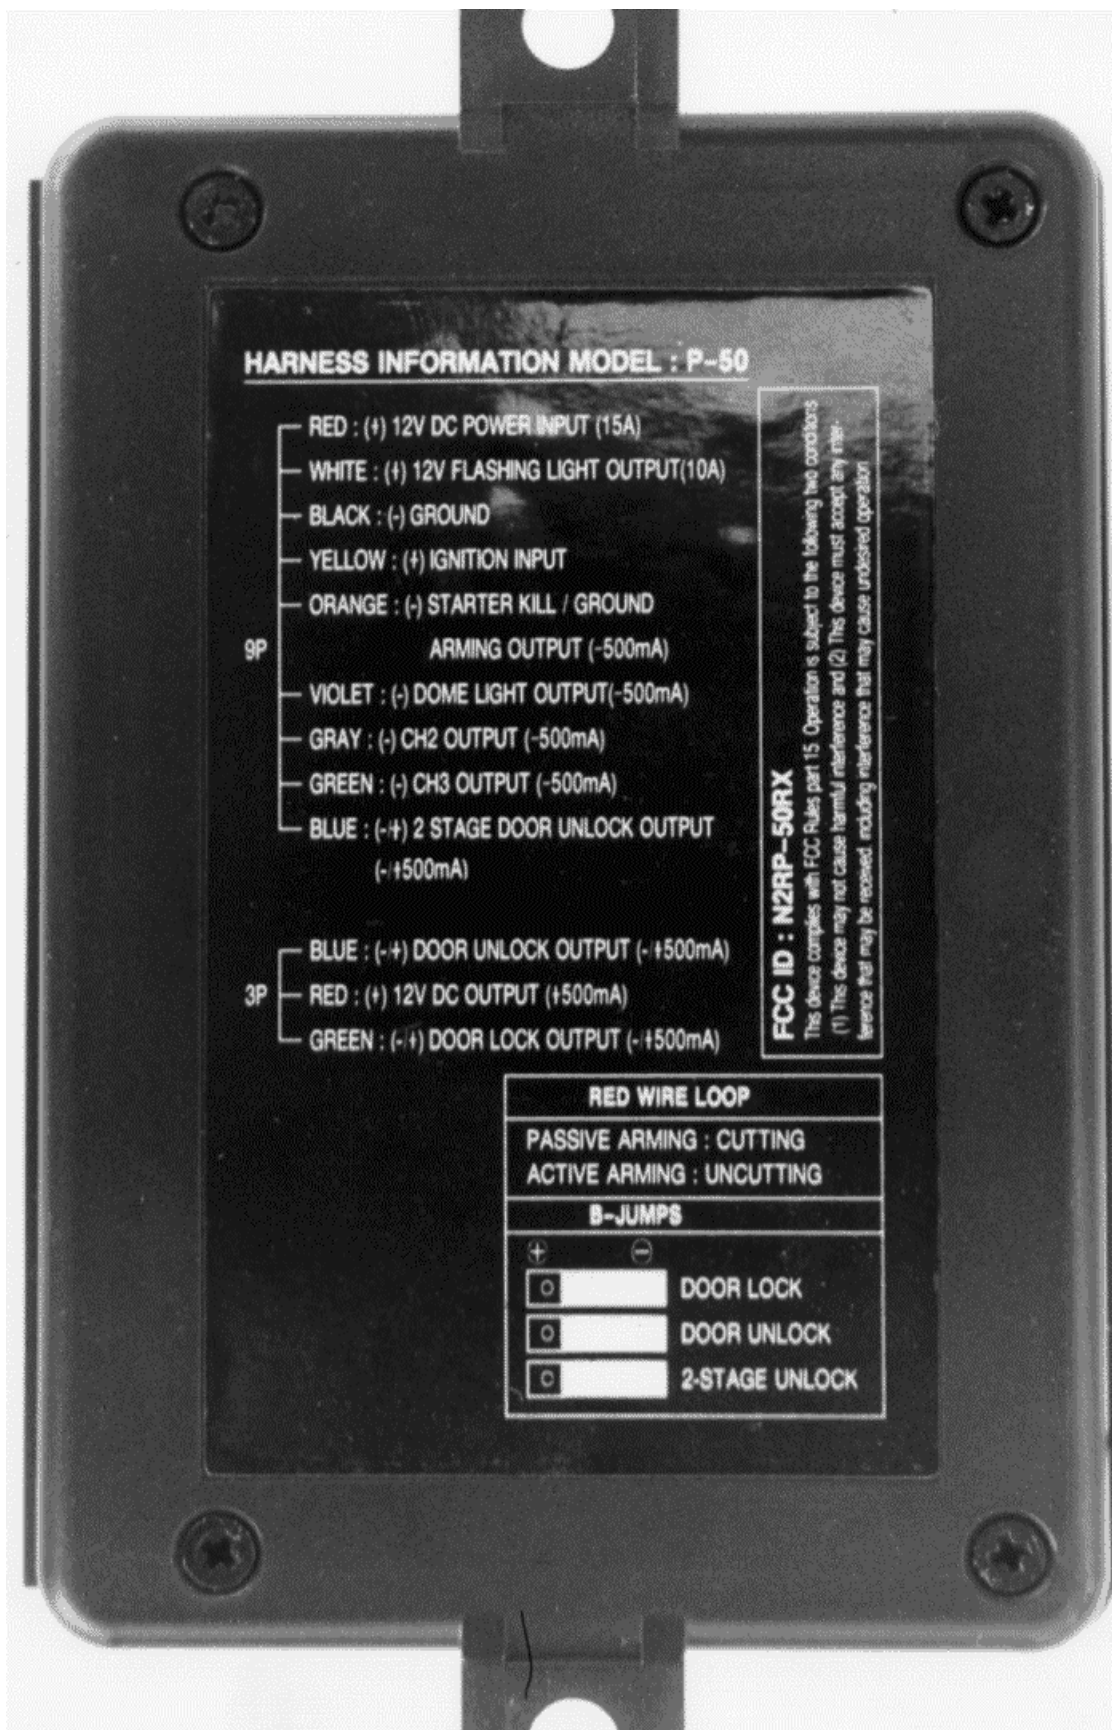 HARNESS INFORMATION MODEL : P-50
RED : (+) 12V DC POWER INPUT (15A)
WHITE : (+) 12V FLASHING LIGHT OUTPUT(10A)
BLACK : (-) GROUND
YELLOW : (+) IGNITION INPUT
ORANGE : (-) STARTER KILL / GROUND
ARMING OUTPUT (-500mA)
9P
VIOLET : (-) DOME LIGHT OUTPUT(-500mA)
GRAY : (-) CH2 OUTPUT (-500mA)
GREEN : (-) CH3 OUTPUT (-500mA)
BLUE : (-/+) 2 STAGE DOOR UNLOCK OUTPUT
(-/+500mA)
BLUE : (-/+) DOOR UNLOCK OUTPUT (-/+500mA)
3P
RED : (+) 12V DC OUTPUT (+500mA)
GREEN : (-/+) DOOR LOCK OUTPUT (-/+500mA)
FCC ID : N2RP-50RX
This device complies with FCC Rules part 15 Operation is subject to the following two conditions
(1) This device may not cause harmful interference and (2) This device must accept any inter-
ference that may be received, including interference that may cause undesired operation
RED WIRE LOOP
PASSIVE ARMING : CUTTING
ACTIVE ARMING : UNCUTTING
B-JUMPS
+ −
DOOR LOCK
DOOR UNLOCK
2-STAGE UNLOCK